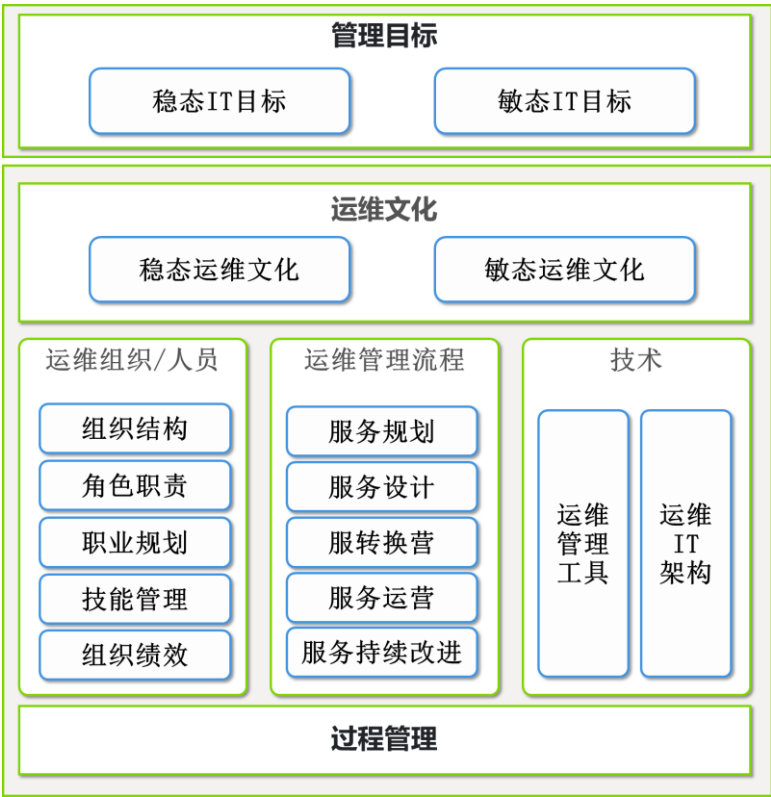 管理目标
稳态IT目标
敏态IT目标
运维文化
稳态运维文化
敏态运维文化
运维组织/人员
组织结构
角色职责
职业规划
技能管理
组织绩效
运维管理流程
服务规划
服务设计
服转换营
服务运营
服务持续改进
技术
运维
管理
工具
运维
IT
架构
过程管理